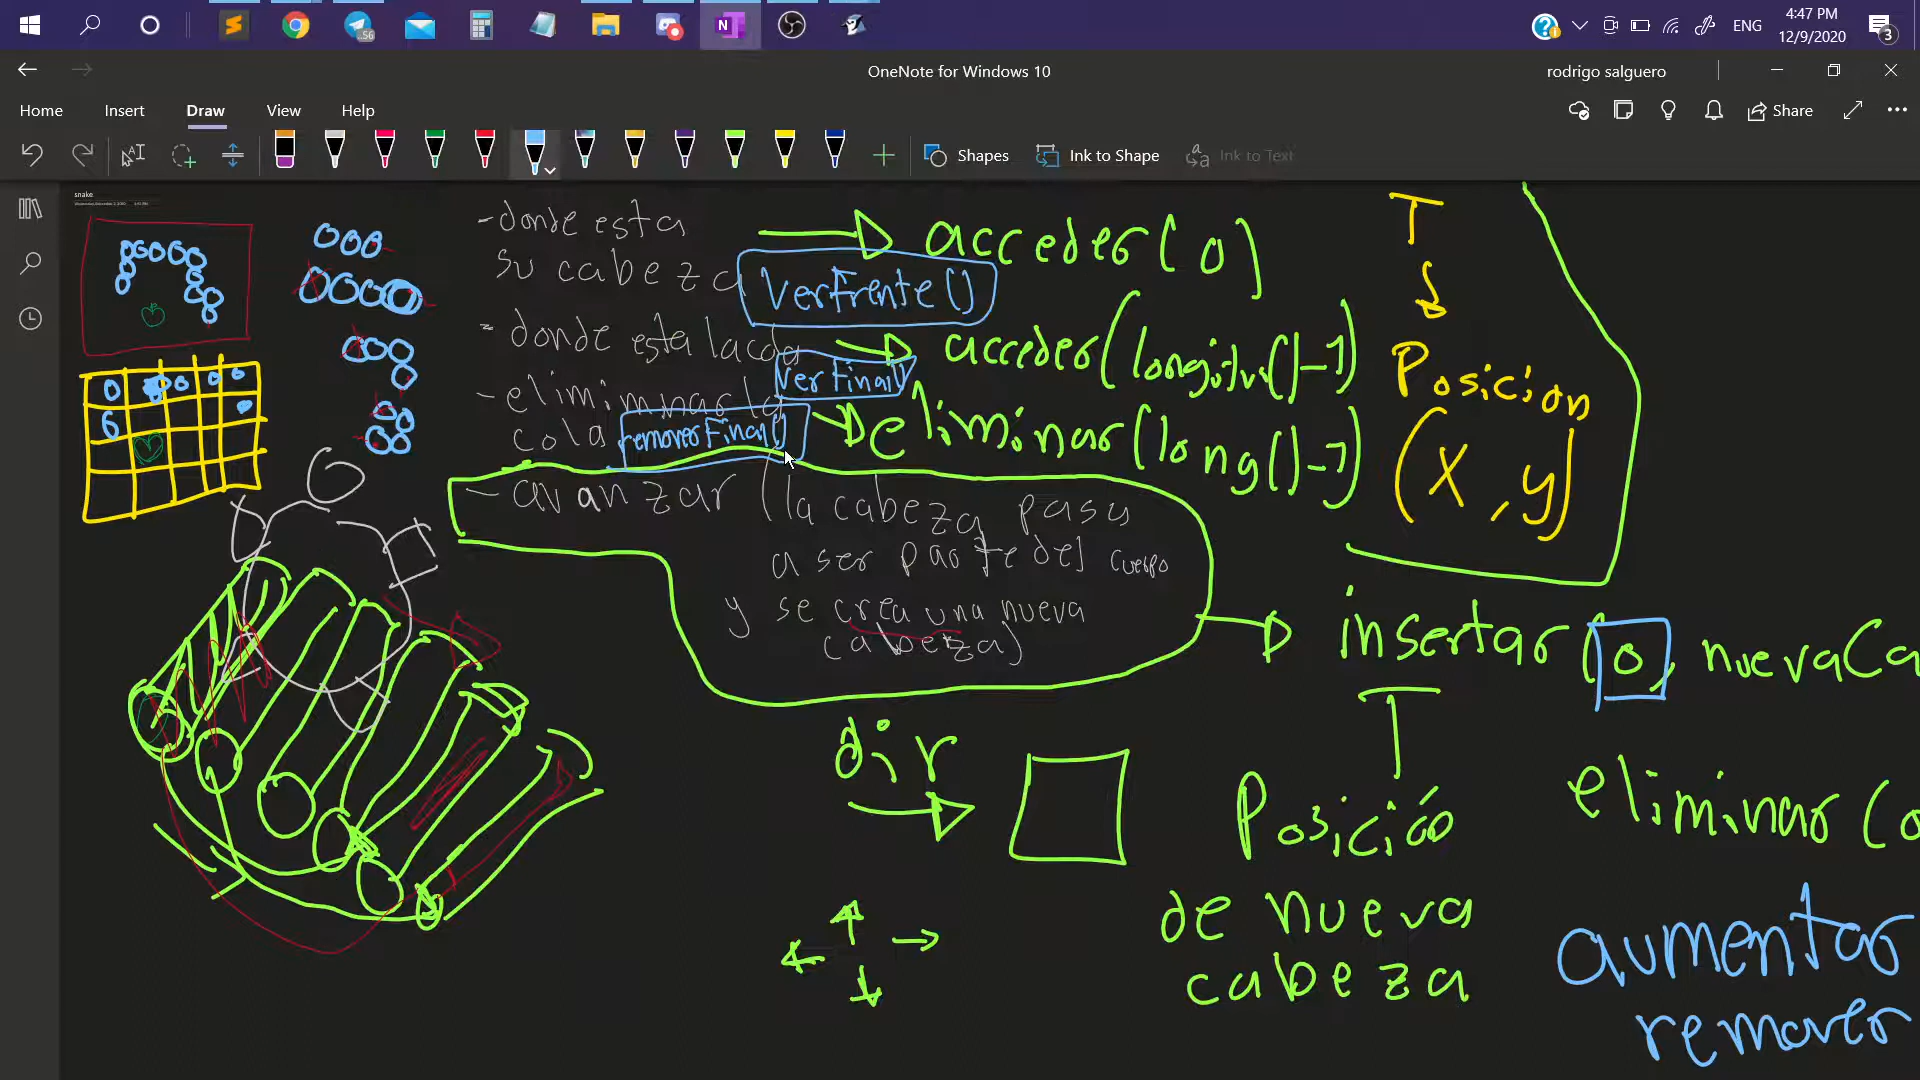 4:47 PM
ENG
12/9/2020
3
56
OneNote for Windows 10
rodrigo salguero
Home
Insert
Draw
View
Help
Share
Shapes
Ink to Shape
Ink to Text
snake
-donde esta
su cabeza
verFrente()
acceder(0)
- donde esta la cola
acceder(longitud()-1)
verFinal()
- eliminar la
cola
removerFinal()
eliminar(long()-1)
T
Posicion
(X, y)
- avanzar (la cabeza pasa
a ser parte del cuerpo
y se crea una nueva
cabeza)
insertar(0, nuevaCa
dir
Posició
de nueva
cabeza
eliminar(
aumentar
remover